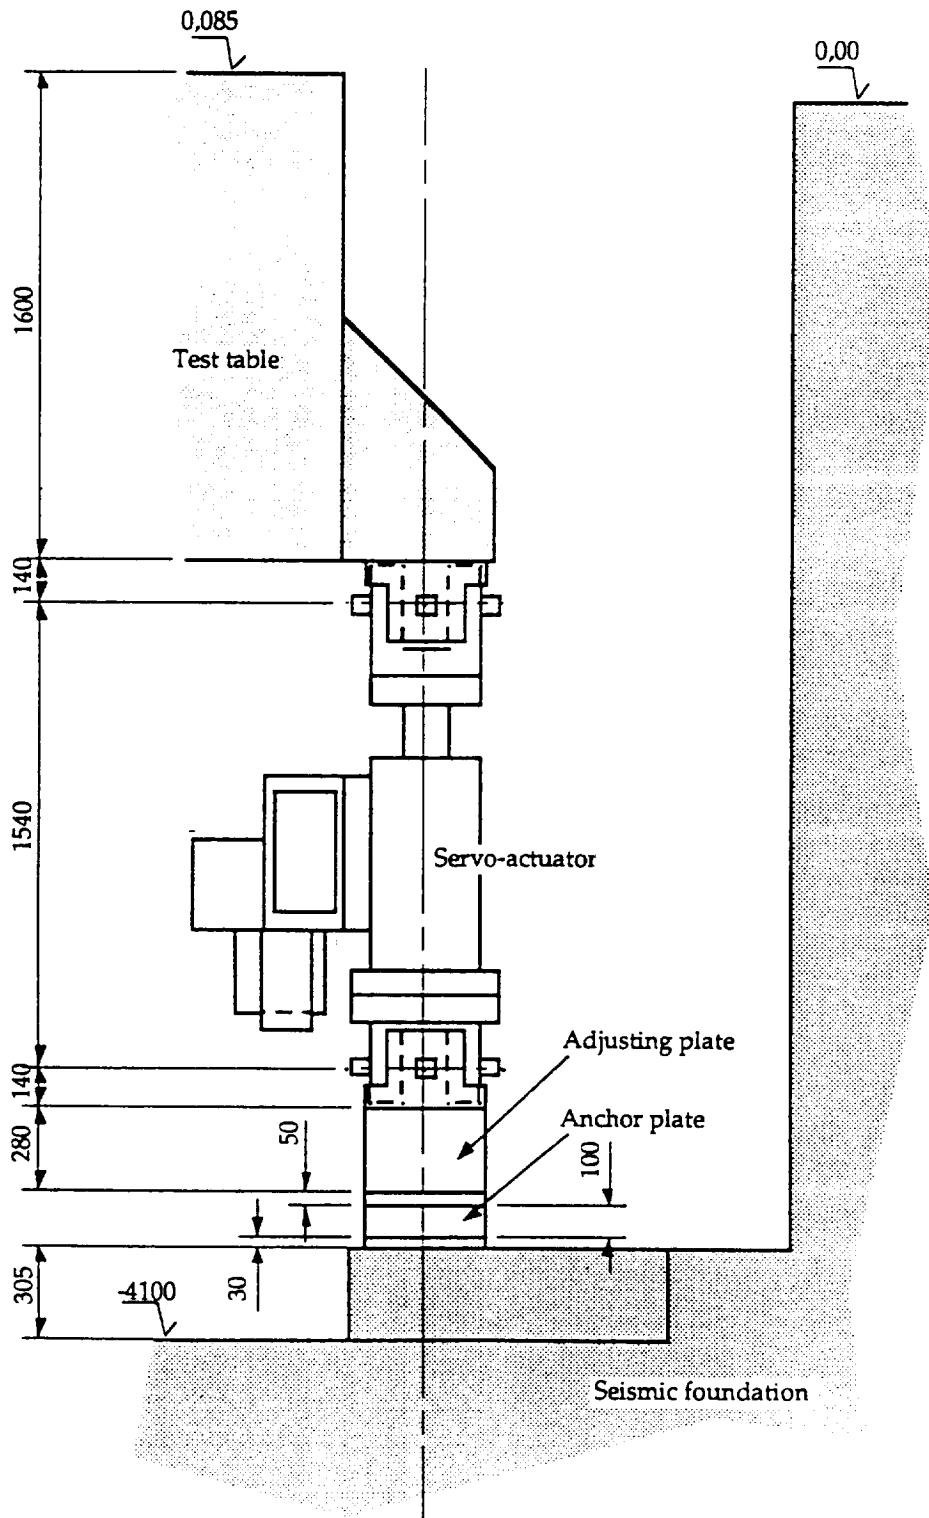 0,085
0,00
1600
Test table
140
1540
Servo-actuator
Adjusting plate
140
Anchor plate
50
280
100
30
305
-4100
Seismic foundation